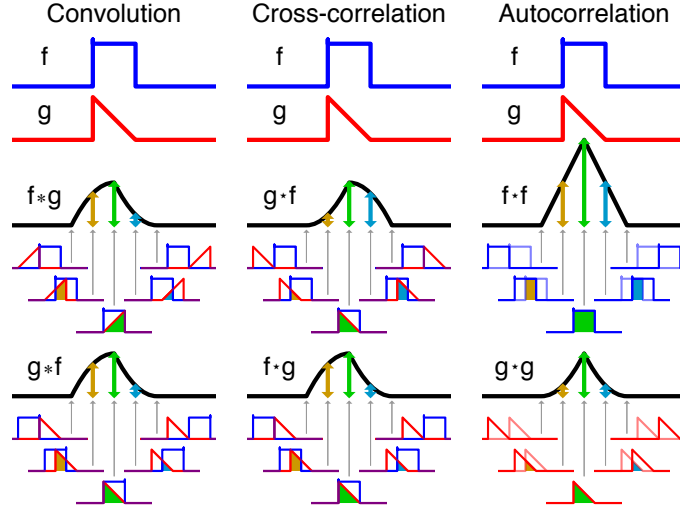 Convolution Cross-correlation Autocorrelation
f f f
g g g
f∗g g⋆f f⋆f
g∗f f⋆g g⋆g